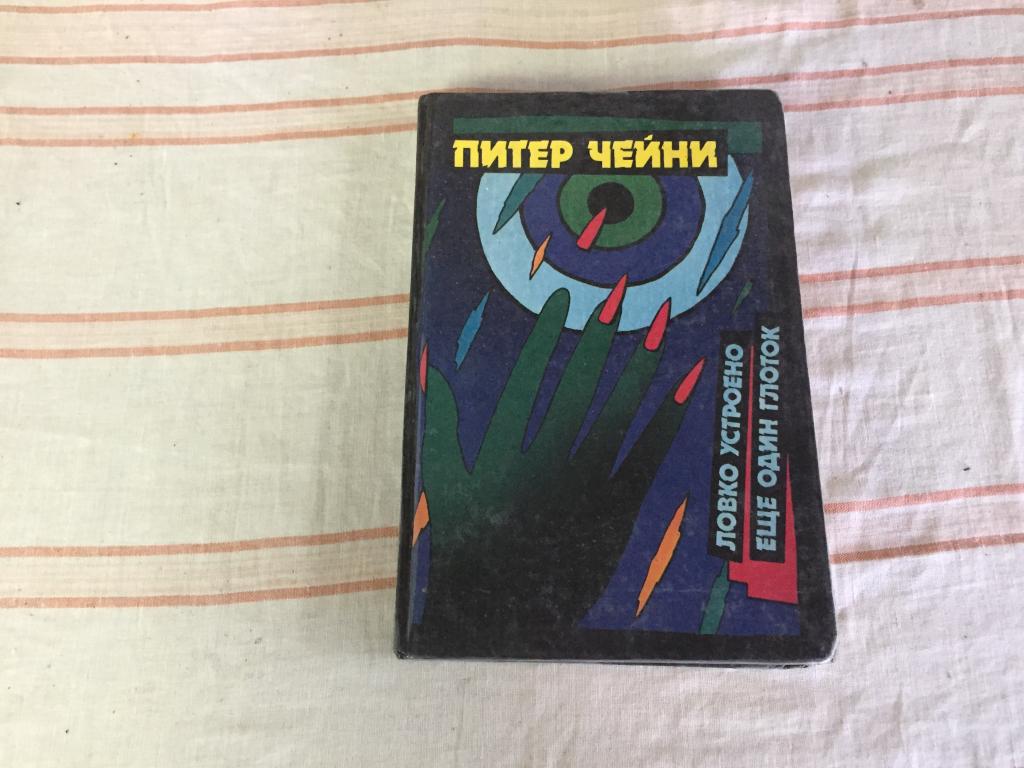 ПИТЕР ЧЕЙНИ
ЛОВКО УСТРОЕНО
ЕЩЕ ОДИН ГЛОТОК